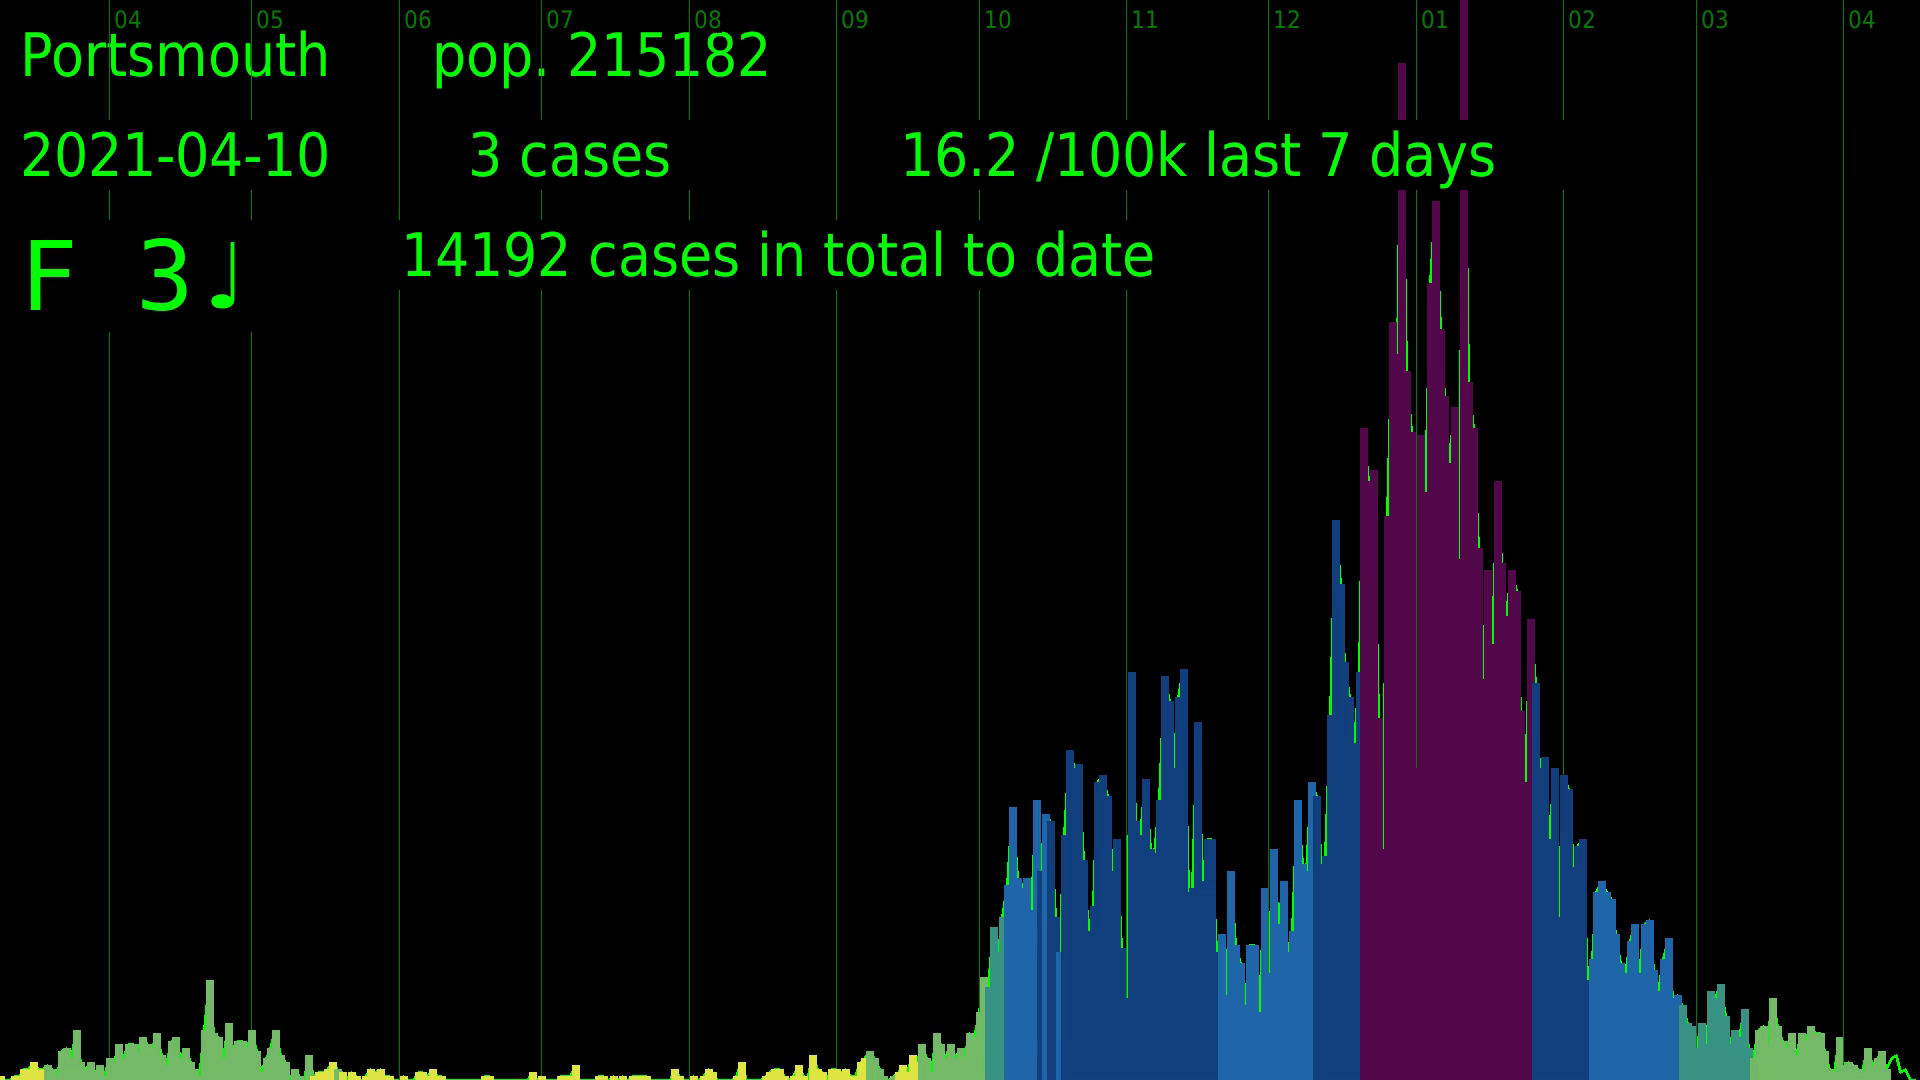 04 05 06 07 08 09 10 11 12 01 02 03 04
Portsmouth pop. 215182
2021-04-10 3 cases 16.2 /100k last 7 days
F 3♩ 14192 cases in total to date